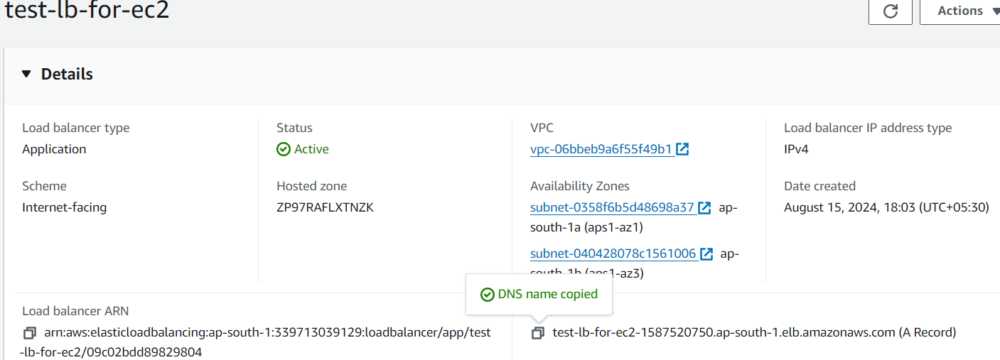 test-lb-for-ec2
Actions
Details
Load balancer type
Application
Status
Active
VPC
vpc-06bbeb9a6f55f49b1
Load balancer IP address type
IPv4
Scheme
Internet-facing
Hosted zone
ZP97RAFLXTNZK
Availability Zones
subnet-0358f6b5d48698a37 ap-
south-1a (aps1-az1)
subnet-040428078c1561006 ap-
south-1b (aps1-az3)
Date created
August 15, 2024, 18:03 (UTC+05:30)
DNS name copied
Load balancer ARN
arn:aws:elasticloadbalancing:ap-south-1:339713039129:loadbalancer/app/test
-lb-for-ec2/09c02bdd89829804
test-lb-for-ec2-1587520750.ap-south-1.elb.amazonaws.com (A Record)